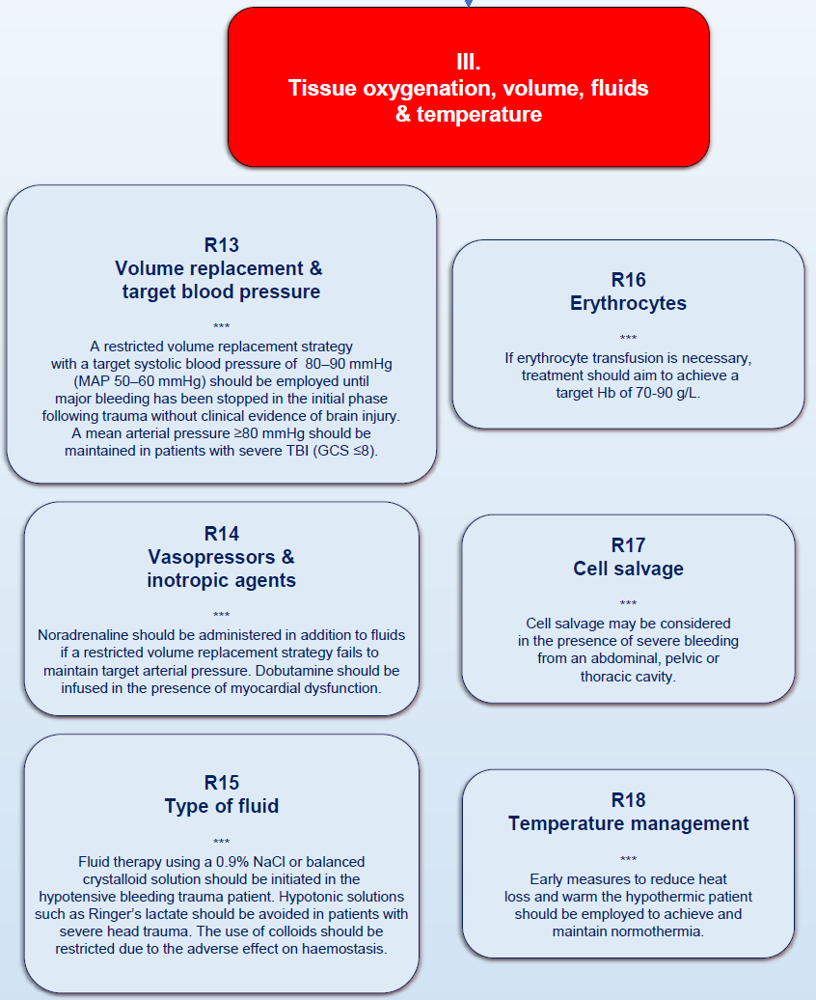 III.
Tissue oxygenation, volume, fluids
& temperature
R13
Volume replacement &
target blood pressure
***
A restricted volume replacement strategy
with a target systolic blood pressure of 80–90 mmHg
(MAP 50–60 mmHg) should be employed until
major bleeding has been stopped in the initial phase
following trauma without clinical evidence of brain injury.
A mean arterial pressure ≥80 mmHg should be
maintained in patients with severe TBI (GCS ≤8).
R14
Vasopressors &
inotropic agents
***
Noradrenaline should be administered in addition to fluids
if a restricted volume replacement strategy fails to
maintain target arterial pressure. Dobutamine should be
infused in the presence of myocardial dysfunction.
R15
Type of fluid
***
Fluid therapy using a 0.9% NaCl or balanced
crystalloid solution should be initiated in the
hypotensive bleeding trauma patient. Hypotonic solutions
such as Ringer's lactate should be avoided in patients with
severe head trauma. The use of colloids should be
restricted due to the adverse effect on haemostasis.
R16
Erythrocytes
***
If erythrocyte transfusion is necessary,
treatment should aim to achieve a
target Hb of 70-90 g/L.
R17
Cell salvage
***
Cell salvage may be considered
in the presence of severe bleeding
from an abdominal, pelvic or
thoracic cavity.
R18
Temperature management
***
Early measures to reduce heat
loss and warm the hypothermic patient
should be employed to achieve and
maintain normothermia.